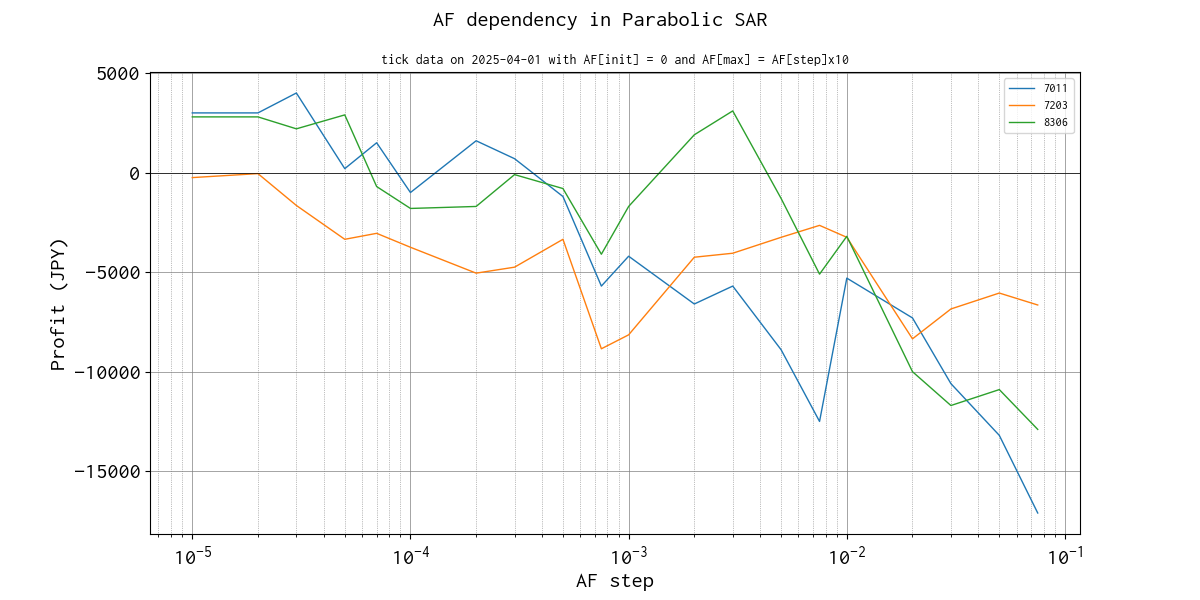 AF dependency in Parabolic SAR
tick data on 2025-04-01 with AF[init] = 0 and AF[max] = AF[step]x10
7011
7203
8306
5000
0
−5000
−10000
−15000
Profit (JPY)
10⁻⁵ 10⁻⁴ 10⁻³ 10⁻² 10⁻¹
AF step